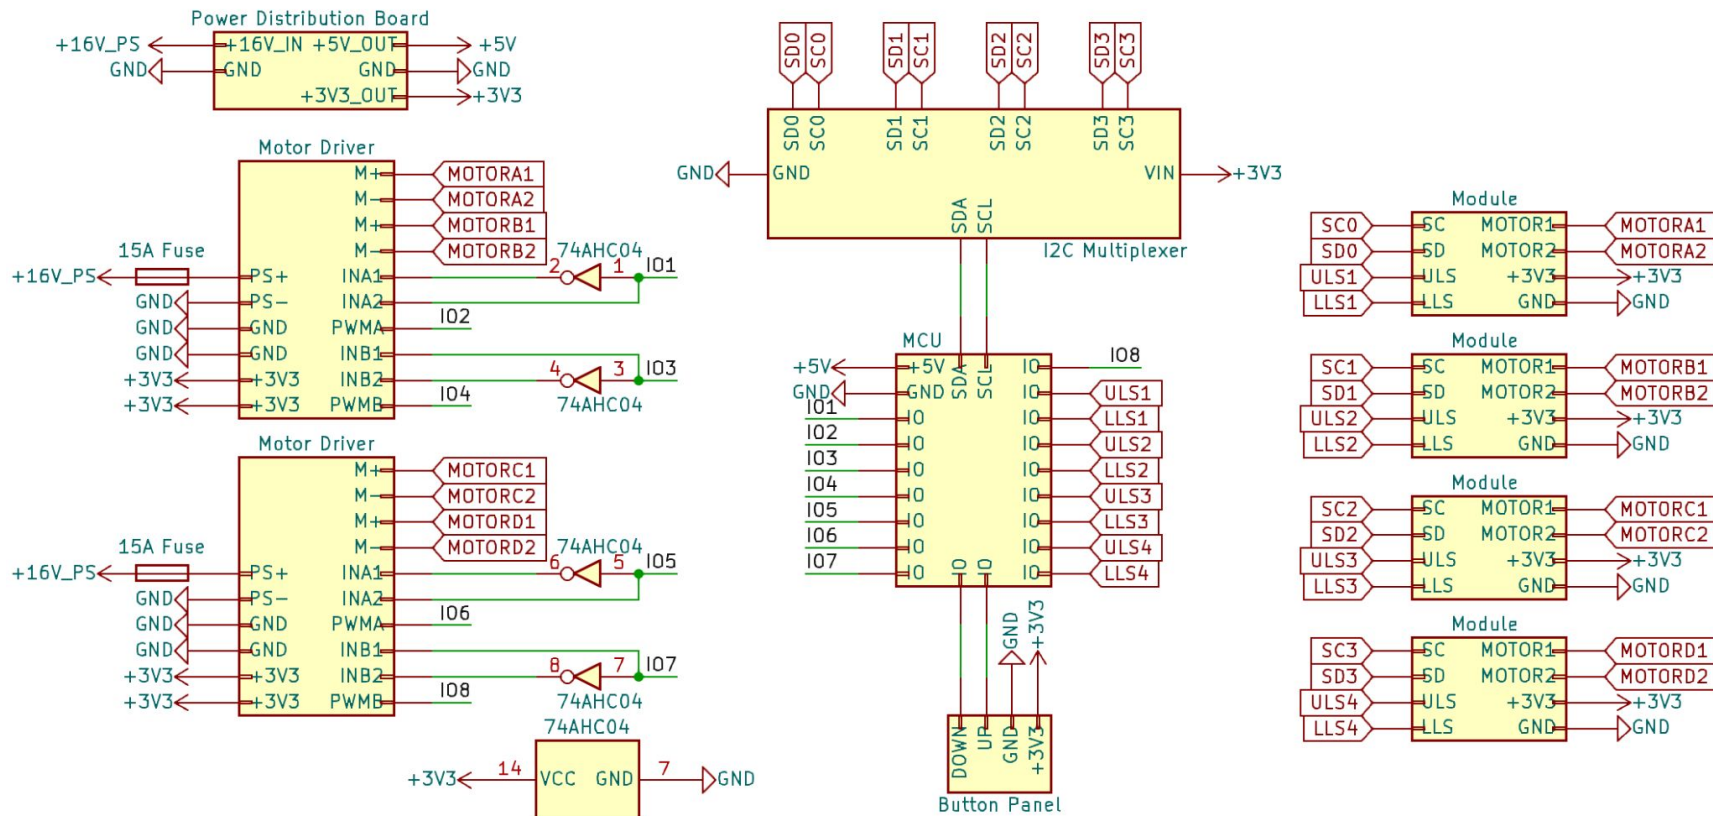 Power Distribution Board
+16V_PS +16V_IN +5V_OUT +5V
GND GND GND GND
+3V3_OUT +3V3
Motor Driver
M+ MOTORA1
M- MOTORA2
M+ MOTORB1
M- MOTORB2
15A Fuse 74AHC04
+16V_PS PS+ INA1 2 1 IO1
GND PS- INA2
GND GND PWMA IO2
GND GND INB1
+3V3 +3V3 INB2 4 3 IO3
+3V3 +3V3 PWMB IO4
74AHC04
Motor Driver
M+ MOTORC1
M- MOTORC2
M+ MOTORD1
M- MOTORD2
15A Fuse 74AHC04
+16V_PS PS+ INA1 6 5 IO5
GND PS- INA2
GND GND PWMA IO6
GND GND INB1
+3V3 +3V3 INB2 8 7 IO7
+3V3 +3V3 PWMB IO8
74AHC04
74AHC04
+3V3 14 VCC GND 7 GND
SD0 SC0 SD1 SC1 SD2 SC2 SD3 SC3
SD0 SC0 SD1 SC1 SD2 SC2 SD3 SC3
GND GND VIN +3V3
SDA SCL
I2C Multiplexer
MCU
+5V +5V SDA SCL IO IO8
GND GND IO ULS1
IO1 IO IO LLS1
IO2 IO IO ULS2
IO3 IO IO LLS2
IO4 IO IO ULS3
IO5 IO IO LLS3
IO6 IO IO ULS4
IO7 IO IO IO IO LLS4
GND +3V3
DOWN UP GND +3V3
Button Panel
Module
SC0 SC MOTOR1 MOTORA1
SD0 SD MOTOR2 MOTORA2
ULS1 ULS +3V3 +3V3
LLS1 LLS GND GND
Module
SC1 SC MOTOR1 MOTORB1
SD1 SD MOTOR2 MOTORB2
ULS2 ULS +3V3 +3V3
LLS2 LLS GND GND
Module
SC2 SC MOTOR1 MOTORC1
SD2 SD MOTOR2 MOTORC2
ULS3 ULS +3V3 +3V3
LLS3 LLS GND GND
Module
SC3 SC MOTOR1 MOTORD1
SD3 SD MOTOR2 MOTORD2
ULS4 ULS +3V3 +3V3
LLS4 LLS GND GND